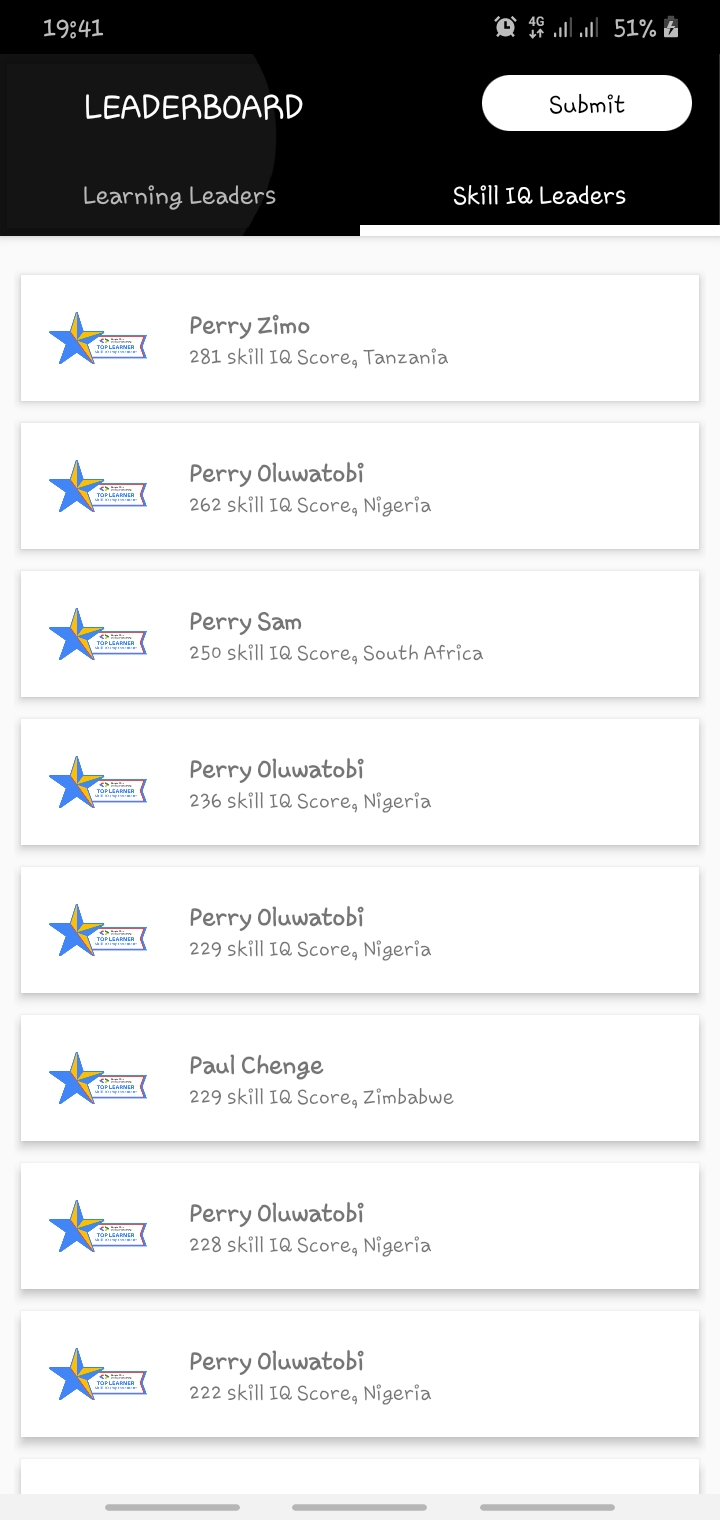 19:41
4G
51%
LEADERBOARD
Submit
Learning Leaders
Skill IQ Leaders
TOP LEARNER
Perry Zimo
281 skill IQ Score, Tanzania
TOP LEARNER
Perry Oluwatobi
262 skill IQ Score, Nigeria
TOP LEARNER
Perry Sam
250 skill IQ Score, South Africa
TOP LEARNER
Perry Oluwatobi
236 skill IQ Score, Nigeria
TOP LEARNER
Perry Oluwatobi
229 skill IQ Score, Nigeria
TOP LEARNER
Paul Chenge
229 skill IQ Score, Zimbabwe
TOP LEARNER
Perry Oluwatobi
228 skill IQ Score, Nigeria
TOP LEARNER
Perry Oluwatobi
222 skill IQ Score, Nigeria